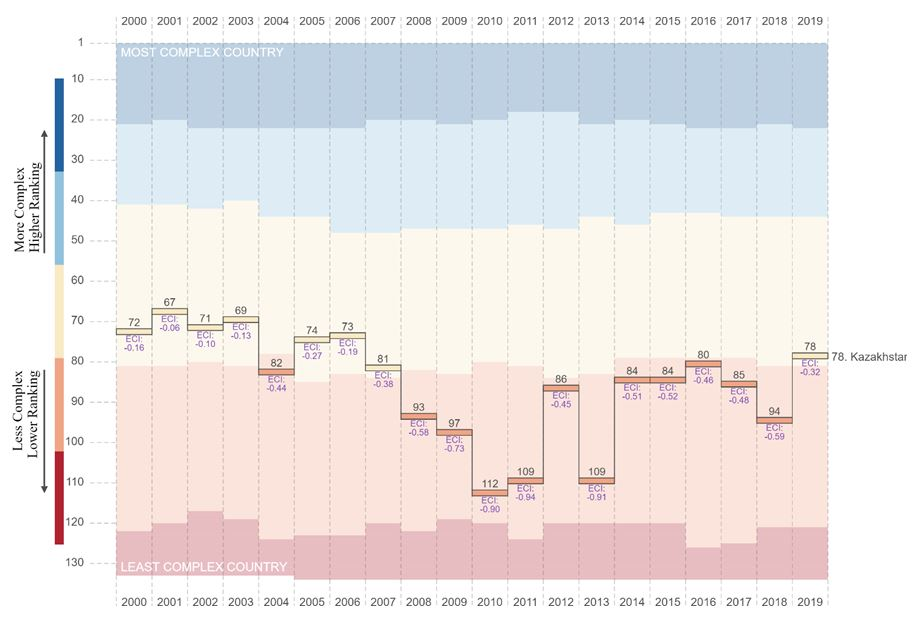 2000 2001 2002 2003 2004 2005 2006 2007 2008 2009 2010 2011 2012 2013 2014 2015 2016 2017 2018 2019
1
MOST COMPLEX COUNTRY
10
20
30
40
50
60
70
80
90
100
110
120
130
More Complex
Higher Ranking
Less Complex
Lower Ranking
72
ECI:
-0.16
67
ECI:
-0.06
71
ECI:
-0.10
69
ECI:
-0.13
82
ECI:
-0.44
74
ECI:
-0.27
73
ECI:
-0.19
81
ECI:
-0.38
93
ECI:
-0.58
97
ECI:
-0.73
112
ECI:
-0.90
109
ECI:
-0.94
86
ECI:
-0.45
109
ECI:
-0.91
84
ECI:
-0.51
84
ECI:
-0.52
80
ECI:
-0.46
85
ECI:
-0.48
94
ECI:
-0.59
78
ECI:
-0.32
78. Kazakhstar
LEAST COMPLEX COUNTRY
2000 2001 2002 2003 2004 2005 2006 2007 2008 2009 2010 2011 2012 2013 2014 2015 2016 2017 2018 2019